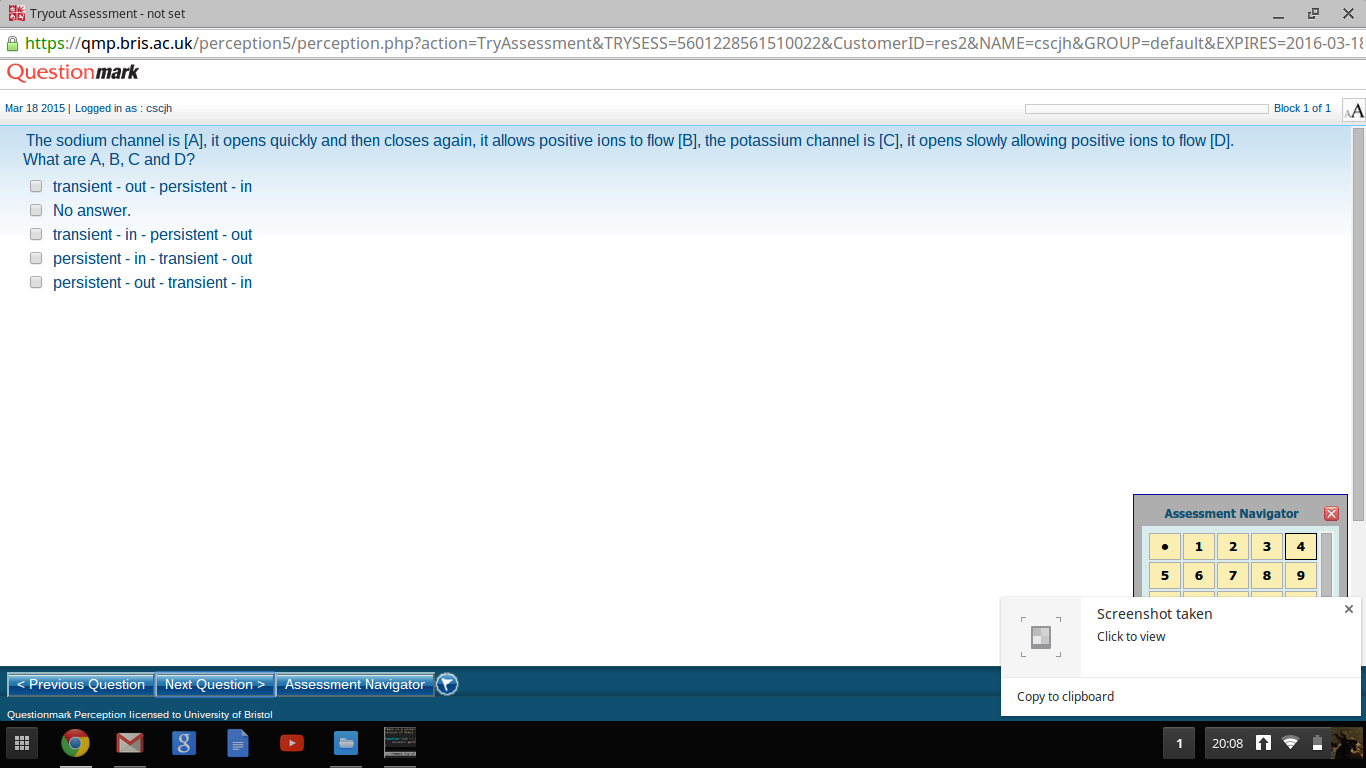 Tryout Assessment - not set
https://qmp.bris.ac.uk/perception5/perception.php?action=TryAssessment&TRYSESS=5601228561510022&CustomerID=res2&NAME=cscjh&GROUP=default&EXPIRES=2016-03-18
Questionmark
Mar 18 2015 | Logged in as : cscjh
Block 1 of 1
AA
The sodium channel is [A], it opens quickly and then closes again, it allows positive ions to flow [B], the potassium channel is [C], it opens slowly allowing positive ions to flow [D].
What are A, B, C and D?
transient - out - persistent - in
No answer.
transient - in - persistent - out
persistent - in - transient - out
persistent - out - transient - in
Assessment Navigator
• 1 2 3 4
5 6 7 8 9
Screenshot taken
Click to view
Copy to clipboard
< Previous Question
Next Question >
Assessment Navigator
Questionmark Perception licensed to University of Bristol
8
1
20:08